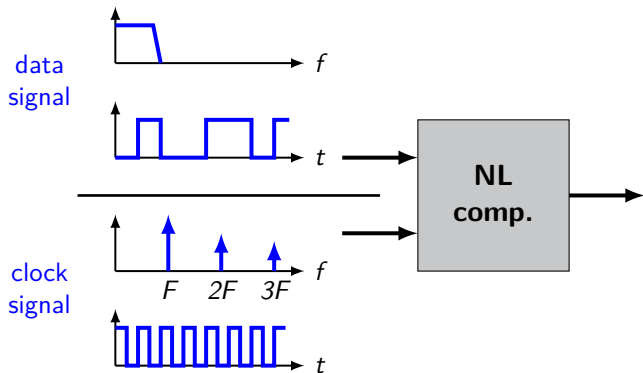 f
data
signal
t
NL
comp.
f
F 2F 3F
clock
signal
t